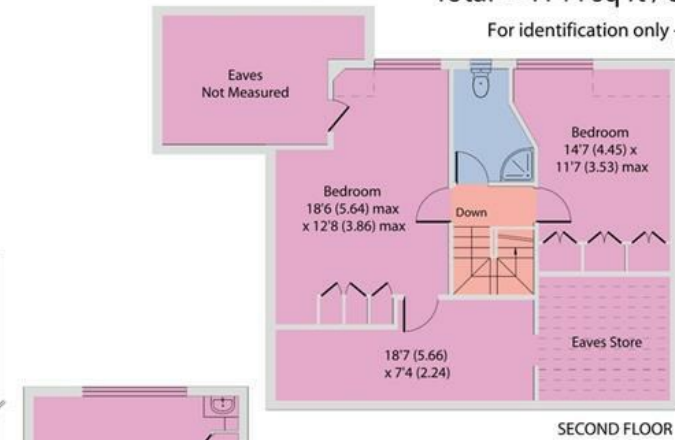 For identification only -
Eaves
Not Measured
Bedroom
14'7 (4.45) x
11'7 (3.53) max
Bedroom
18'6 (5.64) max
x 12'8 (3.86) max
Down
18'7 (5.66)
x 7'4 (2.24)
Eaves Store
SECOND FLOOR